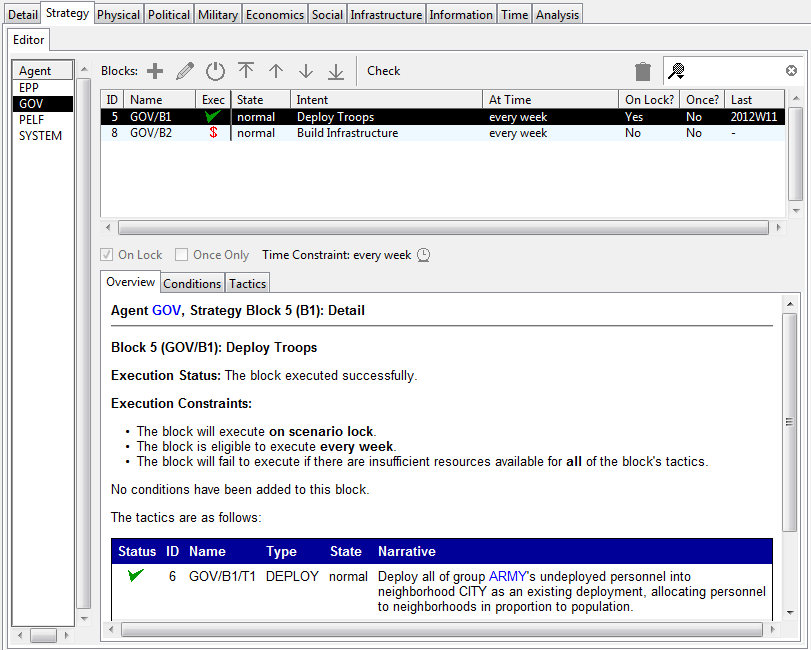 Detail Strategy Physical Political Military Economics Social Infrastructure Information Time Analysis
Editor
Agent
EPP
GOV
PELF
SYSTEM
Blocks: Check
ID Name Exec State Intent At Time On Lock? Once? Last
5 GOV/B1 normal Deploy Troops every week Yes No 2012W11
8 GOV/B2 $ normal Build Infrastructure every week No No -
On Lock Once Only Time Constraint: every week
Overview Conditions Tactics
Agent GOV, Strategy Block 5 (B1): Detail
Block 5 (GOV/B1): Deploy Troops
Execution Status: The block executed successfully.
Execution Constraints:
• The block will execute on scenario lock.
• The block is eligible to execute every week.
• The block will fail to execute if there are insufficient resources available for all of the block's tactics.
No conditions have been added to this block.
The tactics are as follows:
Status ID Name Type State Narrative
6 GOV/B1/T1 DEPLOY normal Deploy all of group ARMY's undeployed personnel into
neighborhood CITY as an existing deployment, allocating personnel
to neighborhoods in proportion to population.